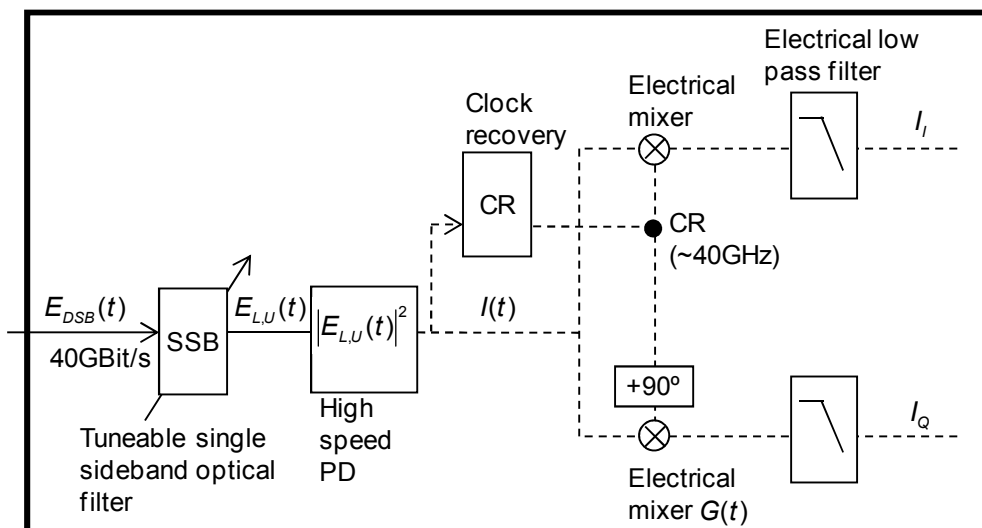 Electrical low
pass filter
Electrical
mixer
Clock
recovery
I_I
CR
CR
(~40GHz)
E_DSB(t)
E_L,U(t)
|E_L,U(t)|²
I(t)
SSB
40GBit/s
+90º
High
speed
PD
I_Q
Tuneable single
sideband optical
filter
Electrical
mixer G(t)